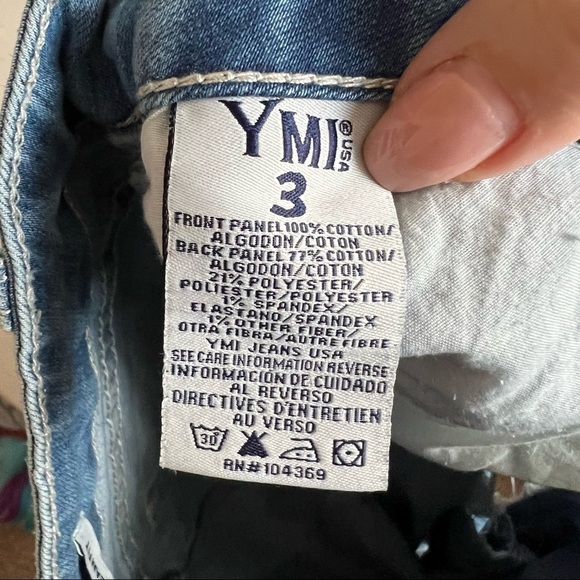 YMI® USA
3
FRONT PANEL 100% COTTON/
ALGODON/COTON
BACK PANEL 77% COTTON/
ALGODON/COTON
21% POLYESTER/
POLIESTER/POLYESTER
1% SPANDEX/
ELASTANO/SPANDEX
1% OTHER FIBER/
OTRA FIBRA/AUTRE FIBRE
YMI JEANS USA
SEE CARE INFORMATION REVERSE
INFORMACIÓN DE CUIDADO
AL REVERSO
DIRECTIVES D'ENTRETIEN
AU VERSO
30
RN#104369